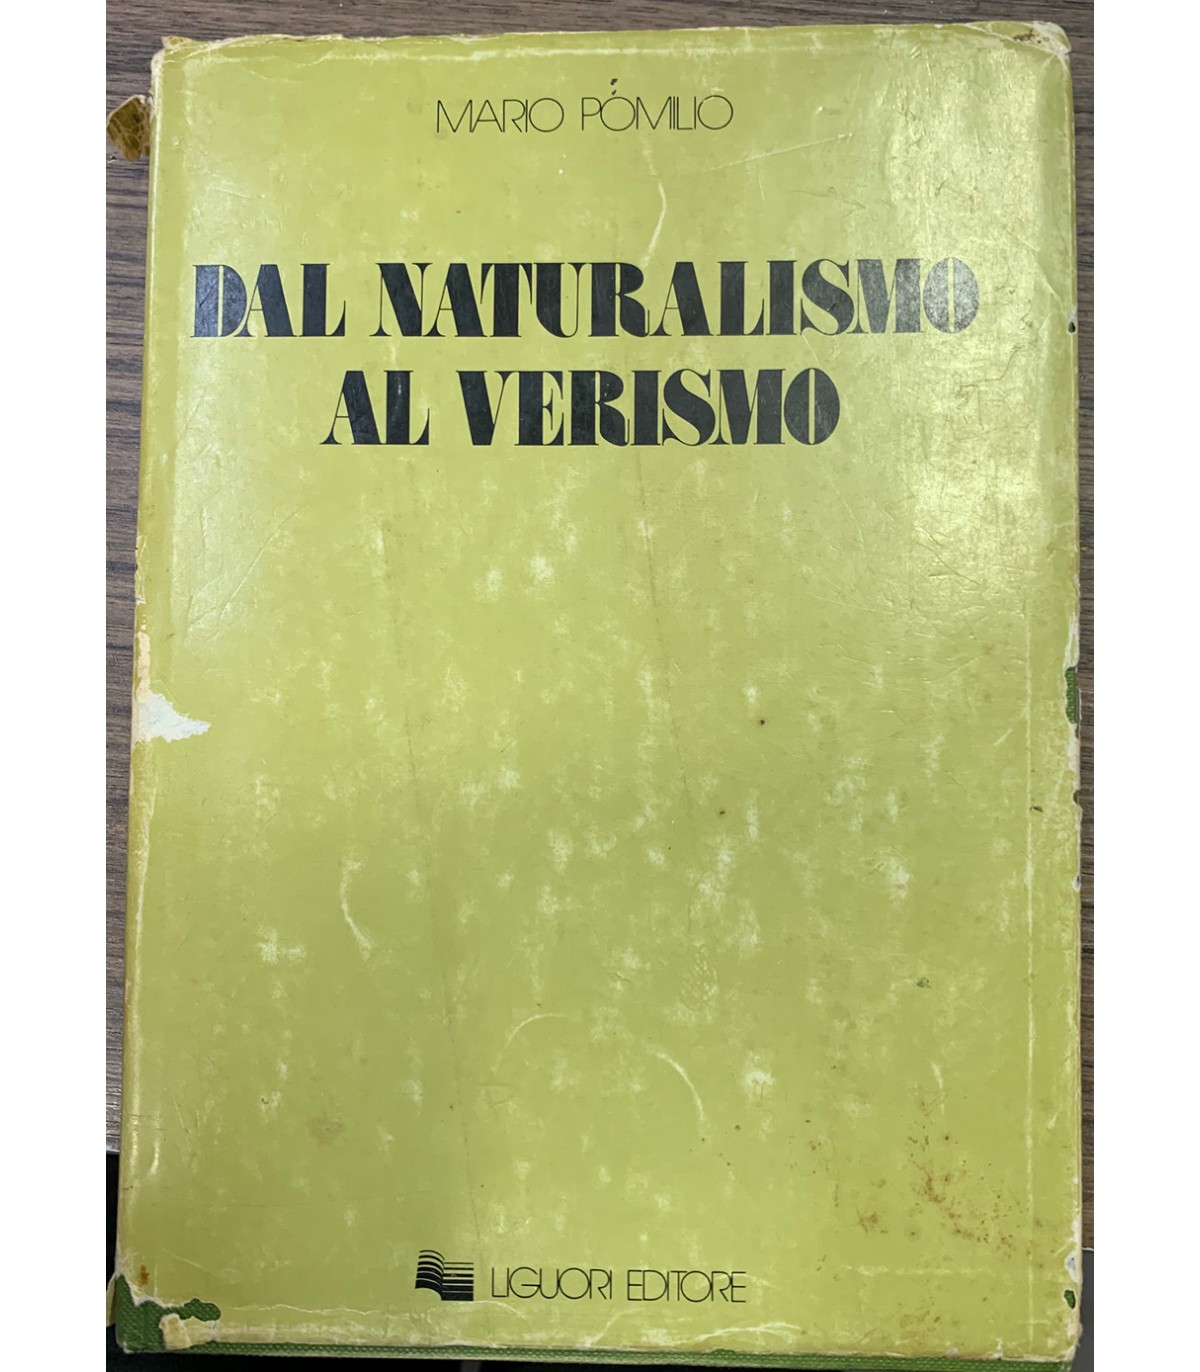 MARIO PÓMILIO
DAL NATURALISMO
AL VERISMO
LIGUORI EDITORE